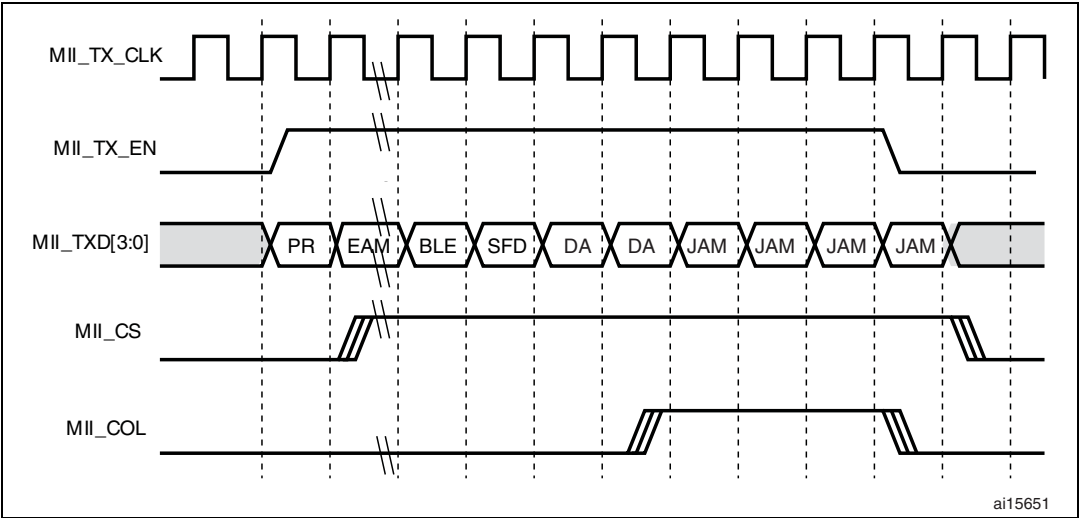 MII_TX_CLK
MII_TX_EN
MII_TXD[3:0] PR EAM BLE SFD DA DA JAM JAM JAM JAM
MII_CS
MII_COL
ai15651